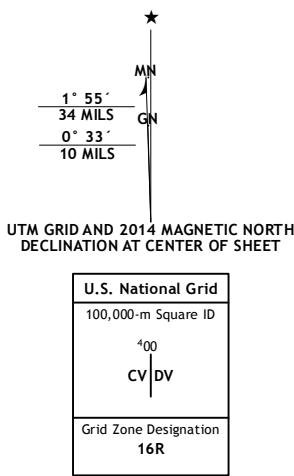 ★
MN
1° 55´
34 MILS
GN
0° 33´
10 MILS
UTM GRID AND 2014 MAGNETIC NORTH
DECLINATION AT CENTER OF SHEET
U.S. National Grid
100,000-m Square ID
⁴00
CV DV
Grid Zone Designation
16R